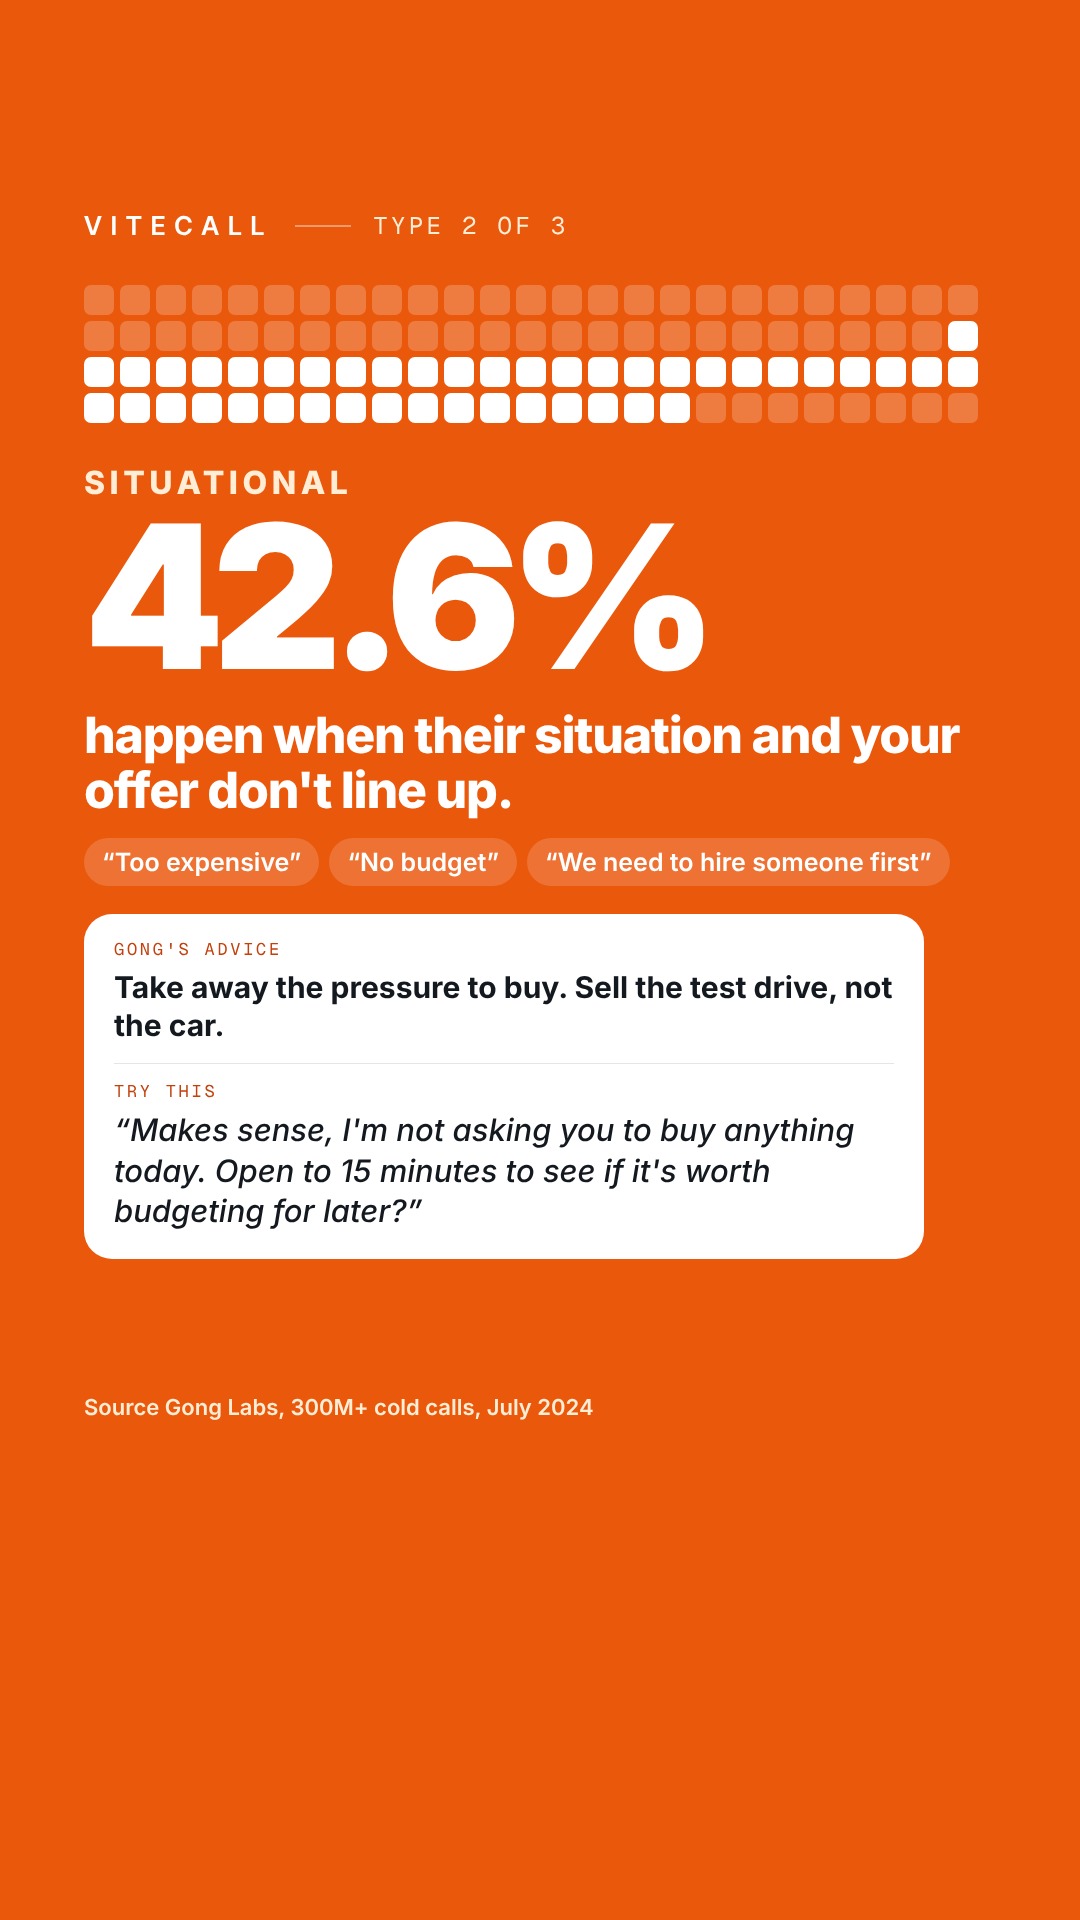 VITECALL — TYPE 2 OF 3
SITUATIONAL
42.6%
happen when their situation and your
offer don't line up.
“Too expensive” “No budget” “We need to hire someone first”
GONG'S ADVICE
Take away the pressure to buy. Sell the test drive, not
the car.
TRY THIS
“Makes sense, I'm not asking you to buy anything
today. Open to 15 minutes to see if it's worth
budgeting for later?”
Source Gong Labs, 300M+ cold calls, July 2024